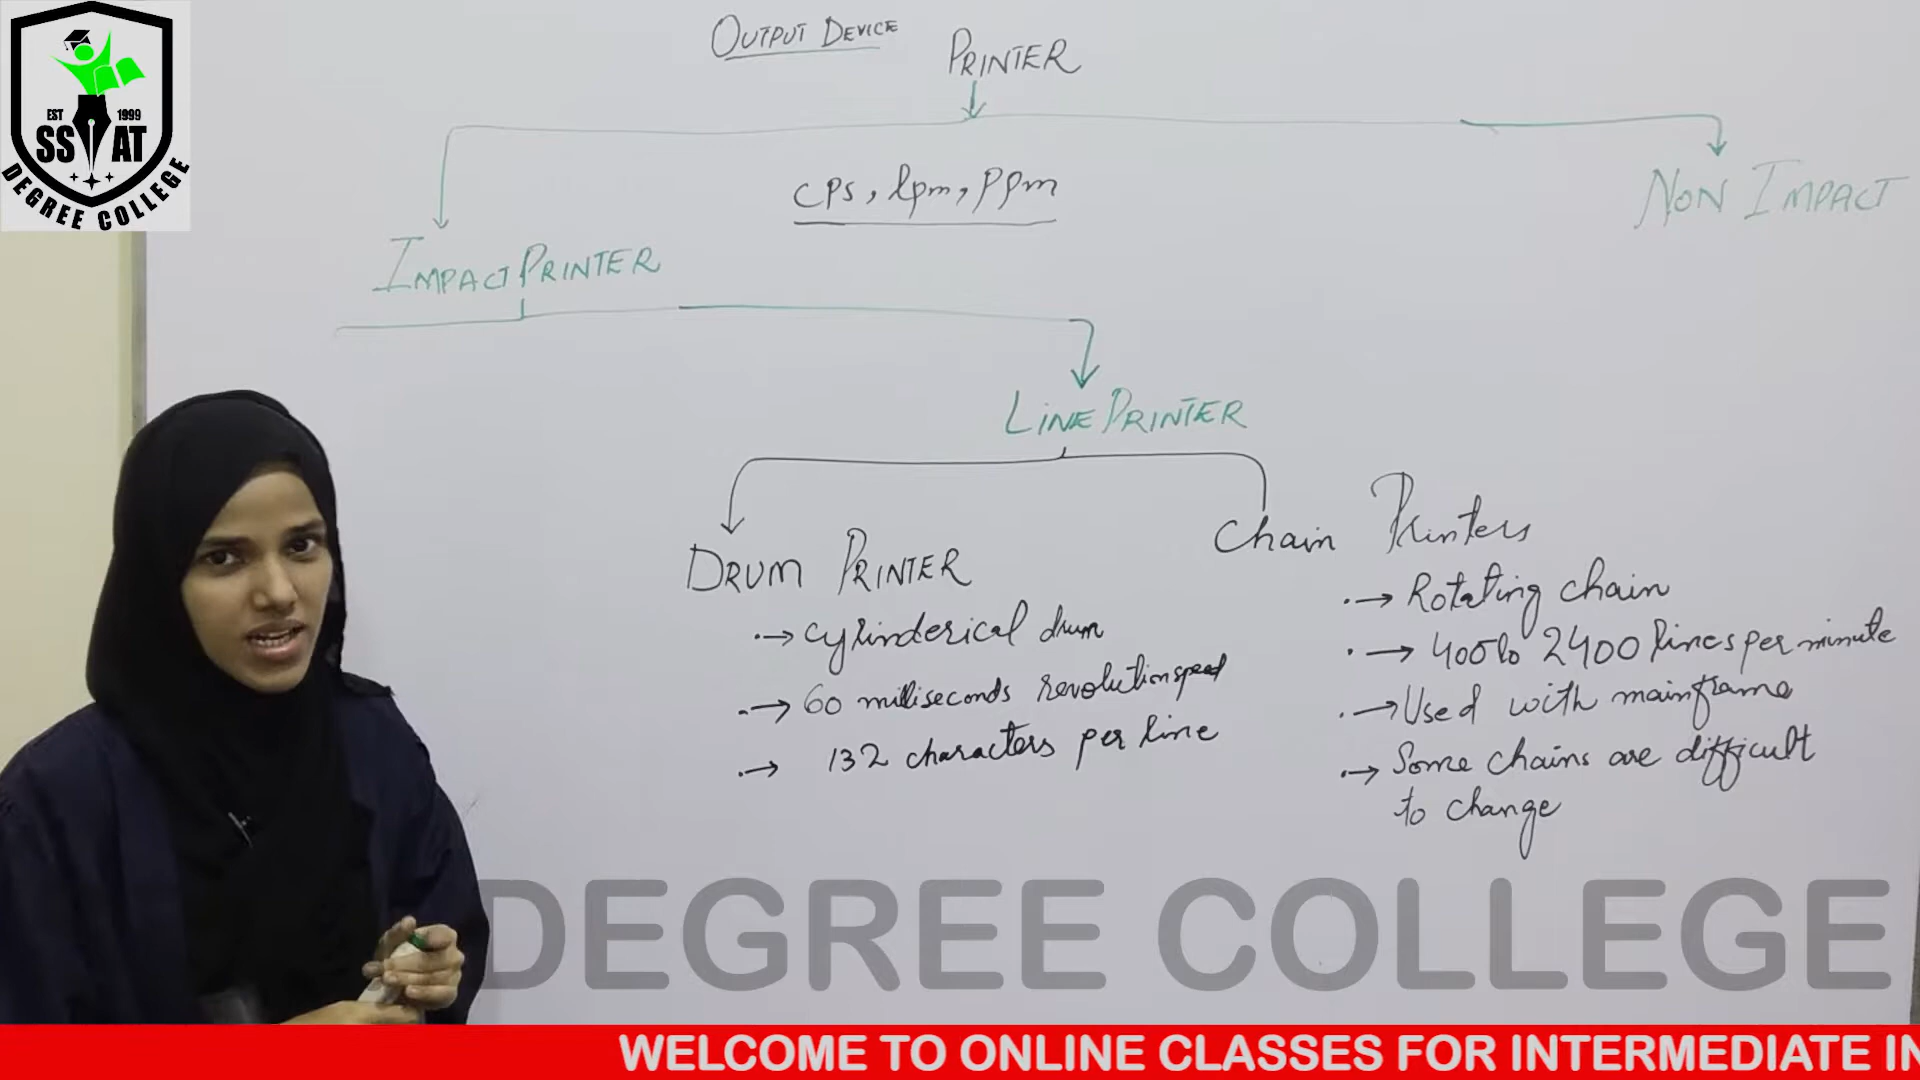 EST 1999
SS AT
DEGREE COLLEGE
OUTPUT DEVICE
PRINTER
cps, lpm, ppm
NON IMPACT
IMPACT PRINTER
LINE PRINTER
DRUM PRINTER
.→ cylinderical drum
.→ 60 milliseconds revolution speed
.→ 132 characters per line
Chain Printers
.→ Rotating chain
.→ 400 to 2400 lines per minute
.→ Used with mainframe
.→ Some chains are difficult
to change
DEGREE COLLEGE
WELCOME TO ONLINE CLASSES FOR INTERMEDIATE IN